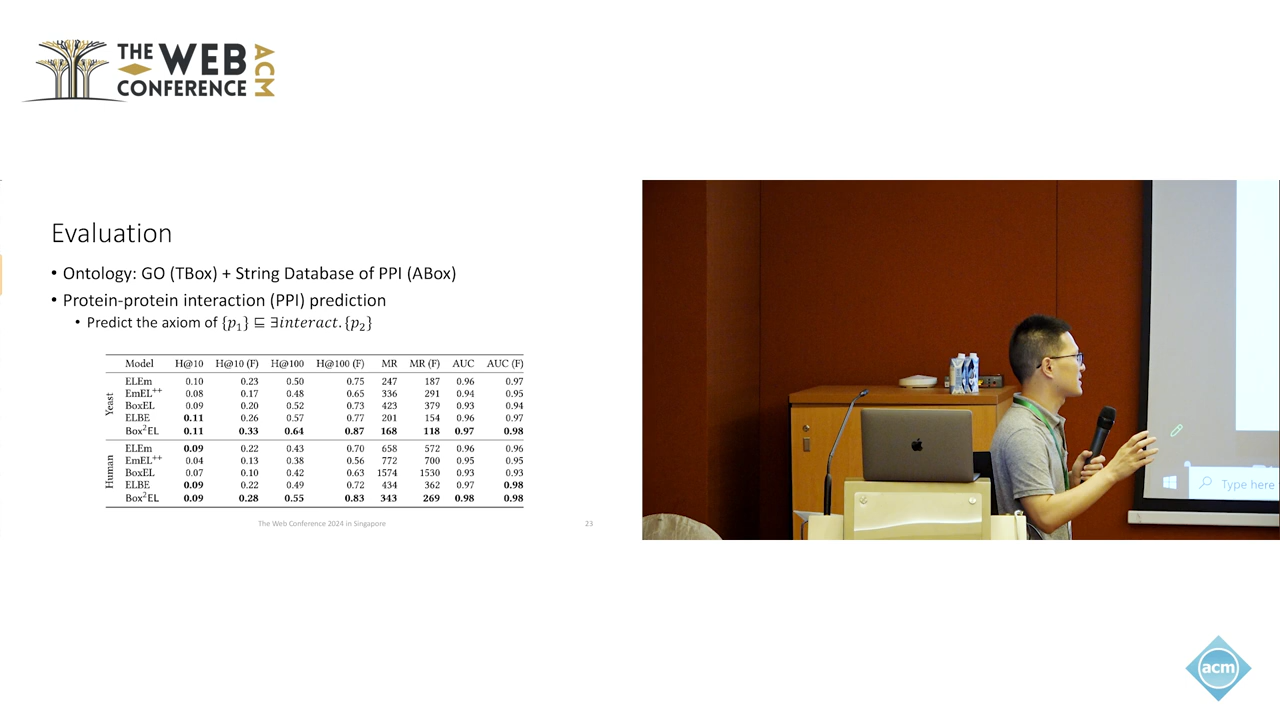 THE WEB
CONFERENCE
ACM
Evaluation
• Ontology: GO (TBox) + String Database of PPI (ABox)
• Protein-protein interaction (PPI) prediction
• Predict the axiom of {p₁} ⊑ ∃interact.{p₂}
Model H@10 H@10 (F) H@100 H@100 (F) MR MR (F) AUC AUC (F)
Yeast
ELEm 0.10 0.23 0.50 0.75 247 187 0.96 0.97
EmEL⁺⁺ 0.08 0.17 0.48 0.65 336 291 0.94 0.95
BoxEL 0.09 0.20 0.52 0.73 423 379 0.93 0.94
ELBE 0.11 0.26 0.57 0.77 201 154 0.96 0.97
Box²EL 0.11 0.33 0.64 0.87 168 118 0.97 0.98
Human
ELEm 0.09 0.22 0.43 0.70 658 572 0.96 0.96
EmEL⁺⁺ 0.04 0.13 0.38 0.56 772 700 0.95 0.95
BoxEL 0.07 0.10 0.42 0.63 1574 1530 0.93 0.93
ELBE 0.09 0.22 0.49 0.72 434 362 0.97 0.98
Box²EL 0.09 0.28 0.55 0.83 343 269 0.98 0.98
The Web Conference 2024 in Singapore
23
Type here
acm